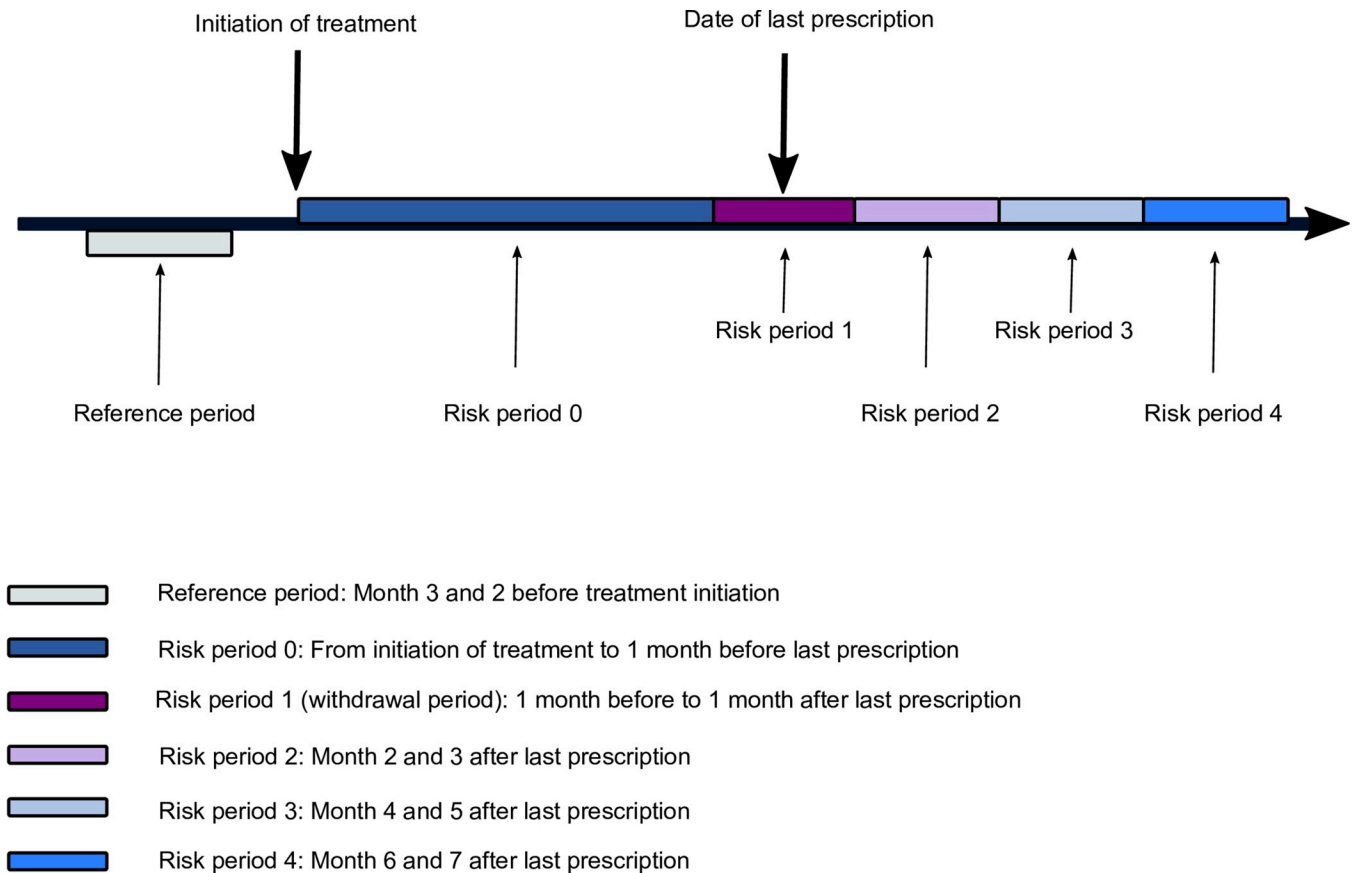 Initiation of treatment
Date of last prescription
Risk period 1
Risk period 3
Reference period
Risk period 0
Risk period 2
Risk period 4
Reference period: Month 3 and 2 before treatment initiation
Risk period 0: From initiation of treatment to 1 month before last prescription
Risk period 1 (withdrawal period): 1 month before to 1 month after last prescription
Risk period 2: Month 2 and 3 after last prescription
Risk period 3: Month 4 and 5 after last prescription
Risk period 4: Month 6 and 7 after last prescription